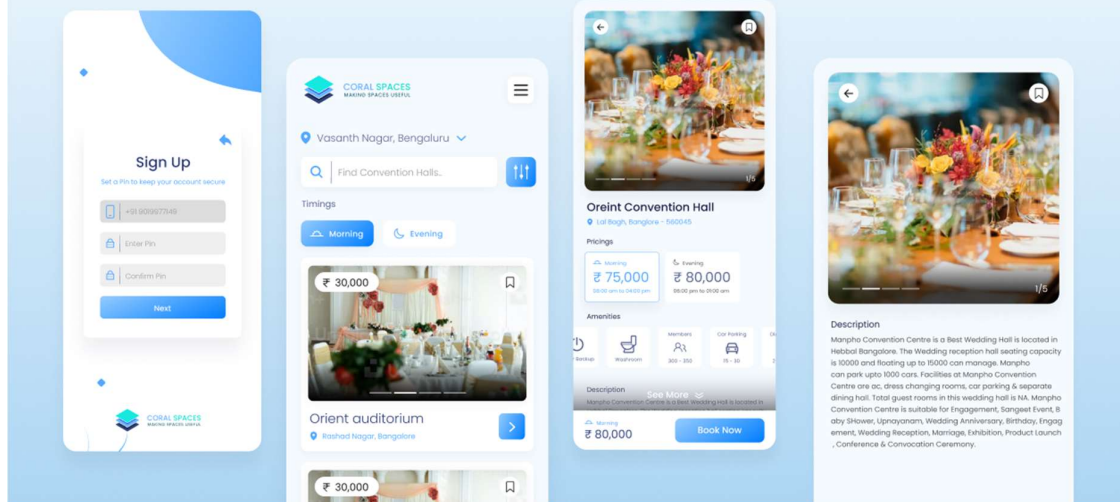 Sign Up
Set a Pin to keep your account secure
+91 9019977149
Enter Pin
Confirm Pin
Next
CORAL SPACES
MAKING SPACES USEFUL
CORAL SPACES
MAKING SPACES USEFUL
Vasanth Nagar, Bengaluru
Find Convention Halls..
Timings
Morning
Evening
₹ 30,000
Orient auditorium
Rashad Nagar, Bangalore
₹ 30,000
1/5
Oreint Convention Hall
Lal Bagh, Banglore - 560045
Pricings
Morning
₹ 75,000
Evening
₹ 80,000
Amenities
Backup
Washroom
Members
Car Parking
Description
See More
Morning
₹ 80,000
Book Now
1/5
Description
Manpho Convention Centre is a Best Wedding Hall is located in
Hebbal Bangalore. The Wedding reception hall seating capacity
is 10000 and floating up to 15000 can manage. Manpho
can park upto 1000 cars. Facilities at Manpho Convention
Centre are ac, dress changing rooms, car parking & separate
dining hall. Total guest rooms in this wedding hall is NA. Manpho
Convention Centre is suitable for Engagement, Sangeet Event, B
aby SHower, Upnayanam, Wedding Anniversary, Birthday, Engag
ement, Wedding Reception, Marriage, Exhibition, Product Launch
, Conference & Convocation Ceremony.